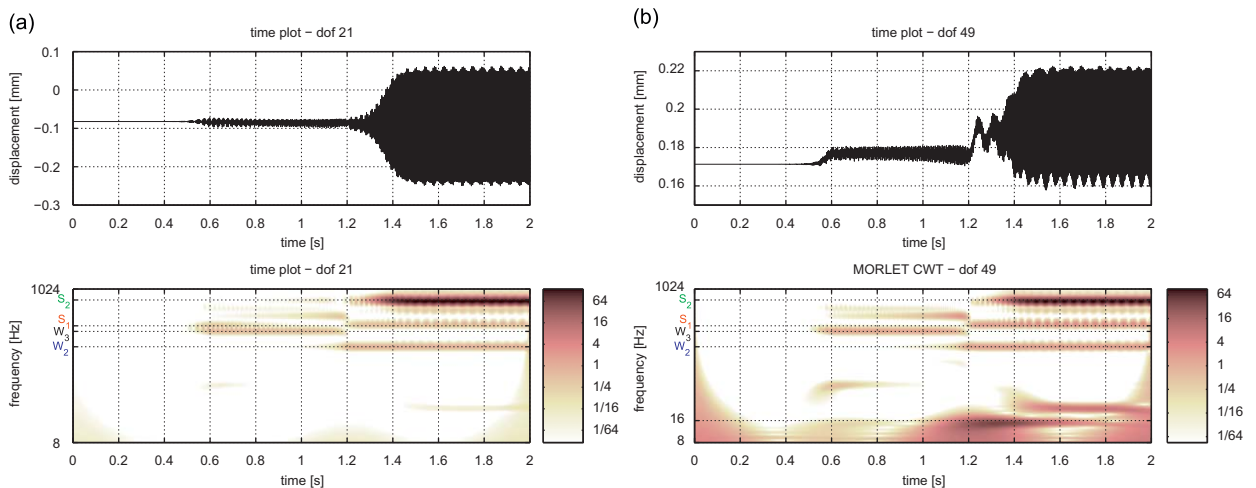 (a)
time plot − dof 21
displacement [mm]
0.1
0
−0.1
−0.2
−0.3
0 0.2 0.4 0.6 0.8 1 1.2 1.4 1.6 1.8 2
time [s]
(b)
time plot − dof 49
displacement [mm]
0.22
0.2
0.18
0.16
0 0.2 0.4 0.6 0.8 1 1.2 1.4 1.6 1.8 2
time [s]
time plot − dof 21
frequency [Hz]
1024
S2
S1
W3
W2
8
0 0.2 0.4 0.6 0.8 1 1.2 1.4 1.6 1.8 2
time [s]
64
16
4
1
1/4
1/16
1/64
MORLET CWT − dof 49
frequency [Hz]
1024
S2
S1
W3
W2
16
8
0 0.2 0.4 0.6 0.8 1 1.2 1.4 1.6 1.8 2
time [s]
64
16
4
1
1/4
1/16
1/64